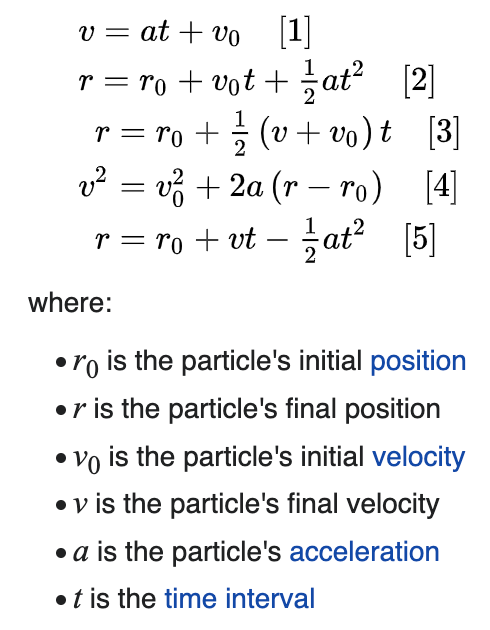 v = at + v₀ [1]
r = r₀ + v₀t + ½at² [2]
r = r₀ + ½ (v + v₀) t [3]
v² = v₀² + 2a (r − r₀) [4]
r = r₀ + vt − ½at² [5]
where:
• r₀ is the particle's initial position
• r is the particle's final position
• v₀ is the particle's initial velocity
• v is the particle's final velocity
• a is the particle's acceleration
• t is the time interval